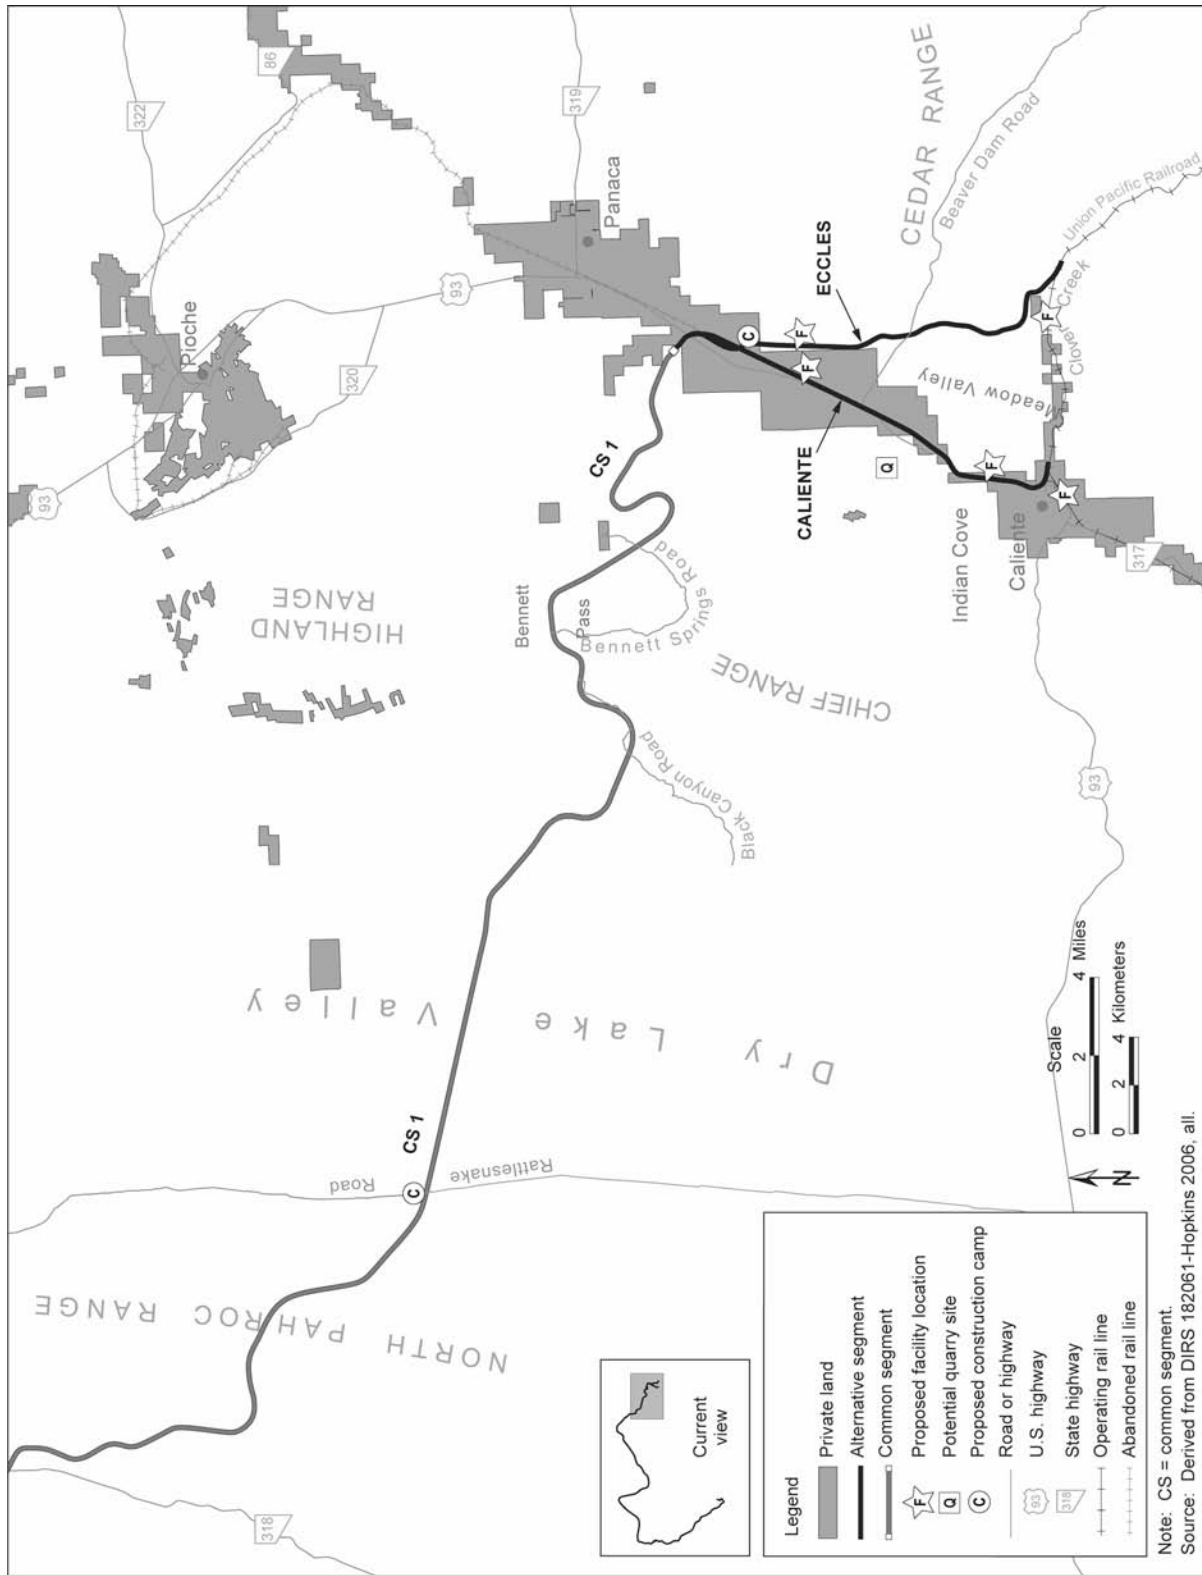 86
322
319
Pioche
93
320
93
Panaca
CEDAR RANGE
Beaver Dam Road
Union Pacific Railroad
ECCLES
Clover Creek
Meadow Valley
CALIENTE
CS 1
F
F
F
F
F
C
Q
Indian Cove
Caliente
317
HIGHLAND
RANGE
Bennett
Pass
Bennett Springs Road
CHIEF RANGE
Black Canyon Road
93
Dry Lake Valley
CS 1
C
Rattlesnake
Road
NORTH PAHROC RANGE
318
Scale
0 2 4 Miles
0 2 4 Kilometers
N
Current
view
Legend
Private land
Alternative segment
Common segment
F Proposed facility location
Q Potential quarry site
C Proposed construction camp
Road or highway
93 U.S. highway
318 State highway
Operating rail line
Abandoned rail line
Note: CS = common segment.
Source: Derived from DIRS 182061-Hopkins 2006, all.